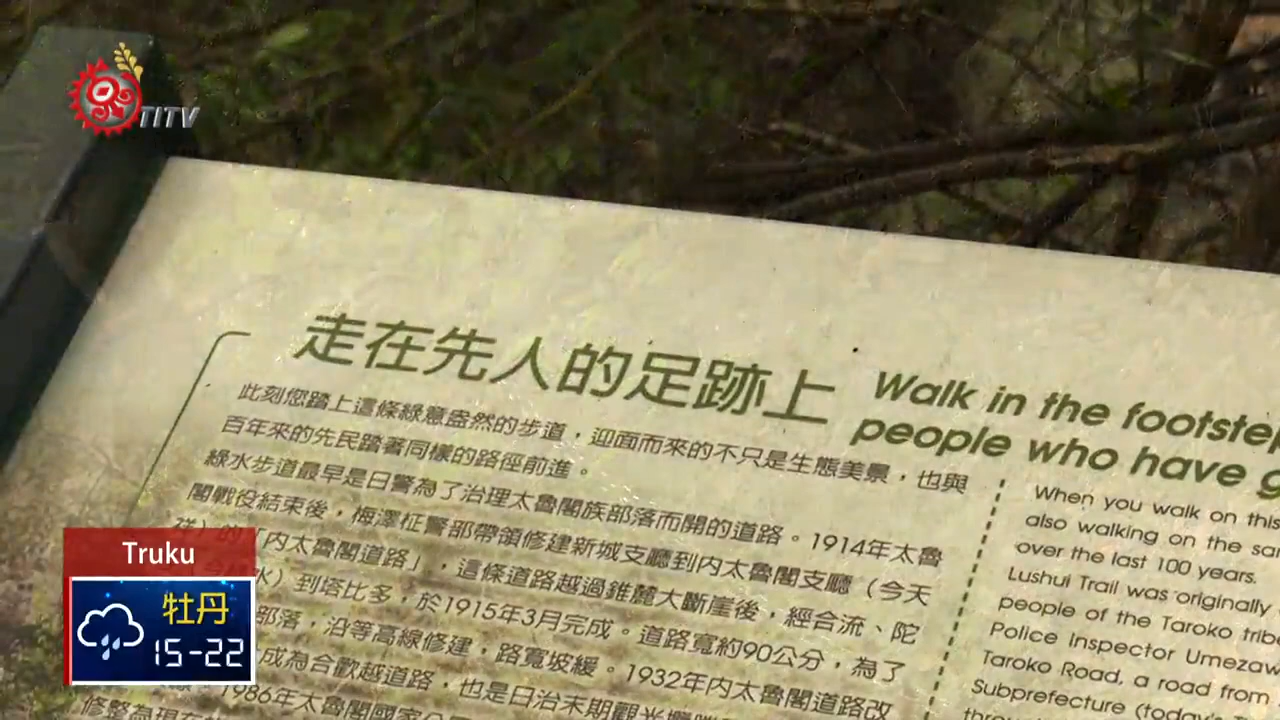 TITV
走在先人的足跡上
此刻您踏上這條綠意盎然的步道，迎面而來的不只是生態美景，也與
百年來的先民踏著同樣的路徑前進。
綠水步道最早是日警為了治理太魯閣族部落而開的道路。1914年太魯
閣戰役結束後，梅澤柾警部帶領修建新城支廳到內太魯閣支廳（今天
祥）的「內太魯閣道路」，這條道路越過錐麓大斷崖後，經合流、陀
水）到塔比多，於1915年3月完成。道路寬約90公分，為了
部落，沿等高線修建，路寬坡緩。1932年內太魯閣道路改
成為合歡越道路，也是日治末期觀光
1986年太魯閣國家公
修整為現在
Walk in the footste
people who have g
When you walk on this
also walking on the sa
over the last 100 years.
Lushui Trail was originally
people of the Taroko trib
Police Inspector Umezaw
Taroko Road, a road from
Subprefecture (toda
Truku
牡丹
15-22